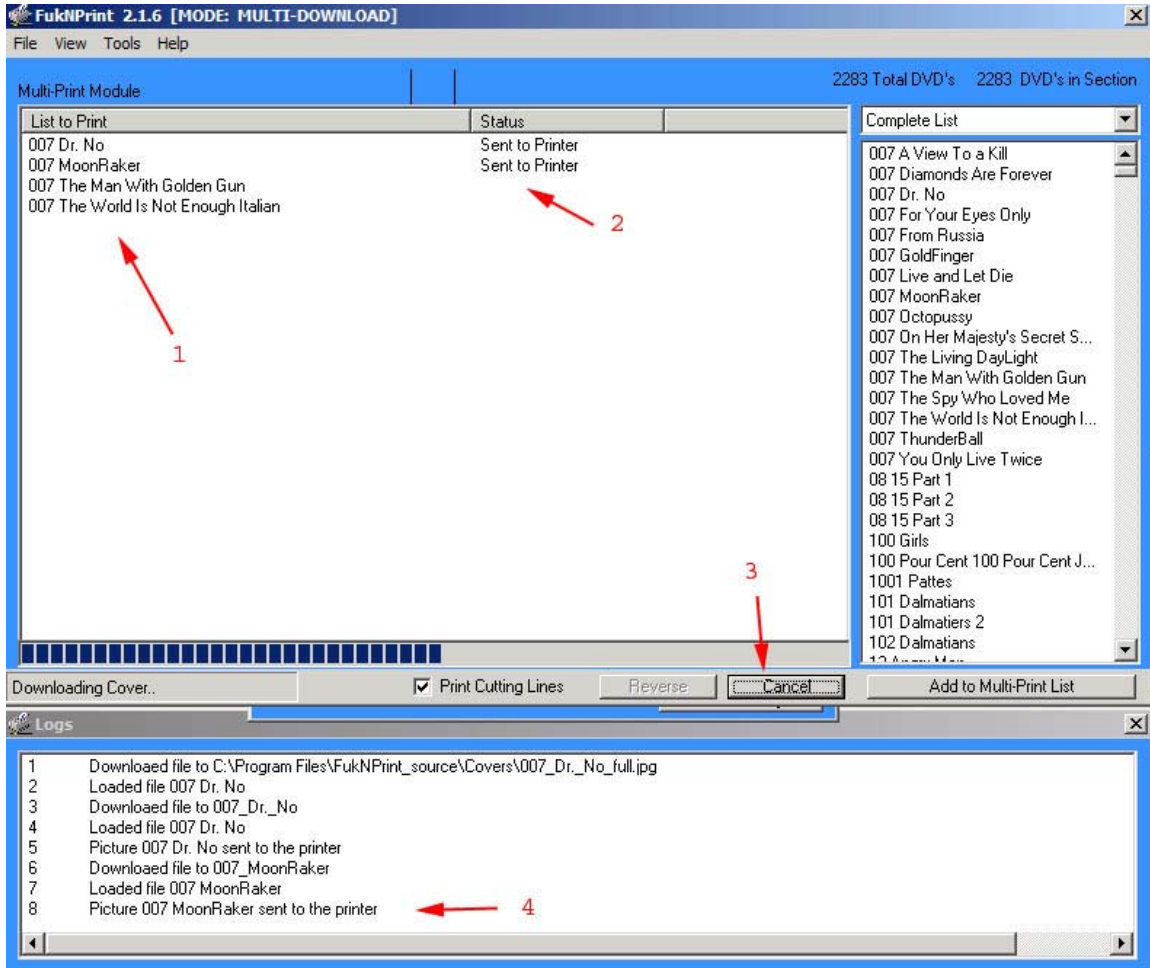 FukNPrint 2.1.6 [MODE: MULTI-DOWNLOAD]
File View Tools Help
Multi-Print Module
2283 Total DVD's 2283 DVD's in Section
List to Print Status
007 Dr. No Sent to Printer
007 MoonRaker Sent to Printer
007 The Man With Golden Gun
007 The World Is Not Enough Italian
2
1
3
Complete List
007 A View To a Kill
007 Diamonds Are Forever
007 Dr. No
007 For Your Eyes Only
007 From Russia
007 GoldFinger
007 Live and Let Die
007 MoonRaker
007 Octopussy
007 On Her Majesty's Secret S...
007 The Living DayLight
007 The Man With Golden Gun
007 The Spy Who Loved Me
007 The World Is Not Enough I...
007 ThunderBall
007 You Only Live Twice
08 15 Part 1
08 15 Part 2
08 15 Part 3
100 Girls
100 Pour Cent 100 Pour Cent J...
1001 Pattes
101 Dalmatians
101 Dalmatiers 2
102 Dalmatians
Downloading Cover.. Print Cutting Lines Reverse Cancel Add to Multi-Print List
Logs
1 Downloaed file to C:\Program Files\FukNPrint_source\Covers\007_Dr._No_full.jpg
2 Loaded file 007 Dr. No
3 Downloaed file to 007_Dr._No
4 Loaded file 007 Dr. No
5 Picture 007 Dr. No sent to the printer
6 Downloaed file to 007_MoonRaker
7 Loaded file 007 MoonRaker
8 Picture 007 MoonRaker sent to the printer
4